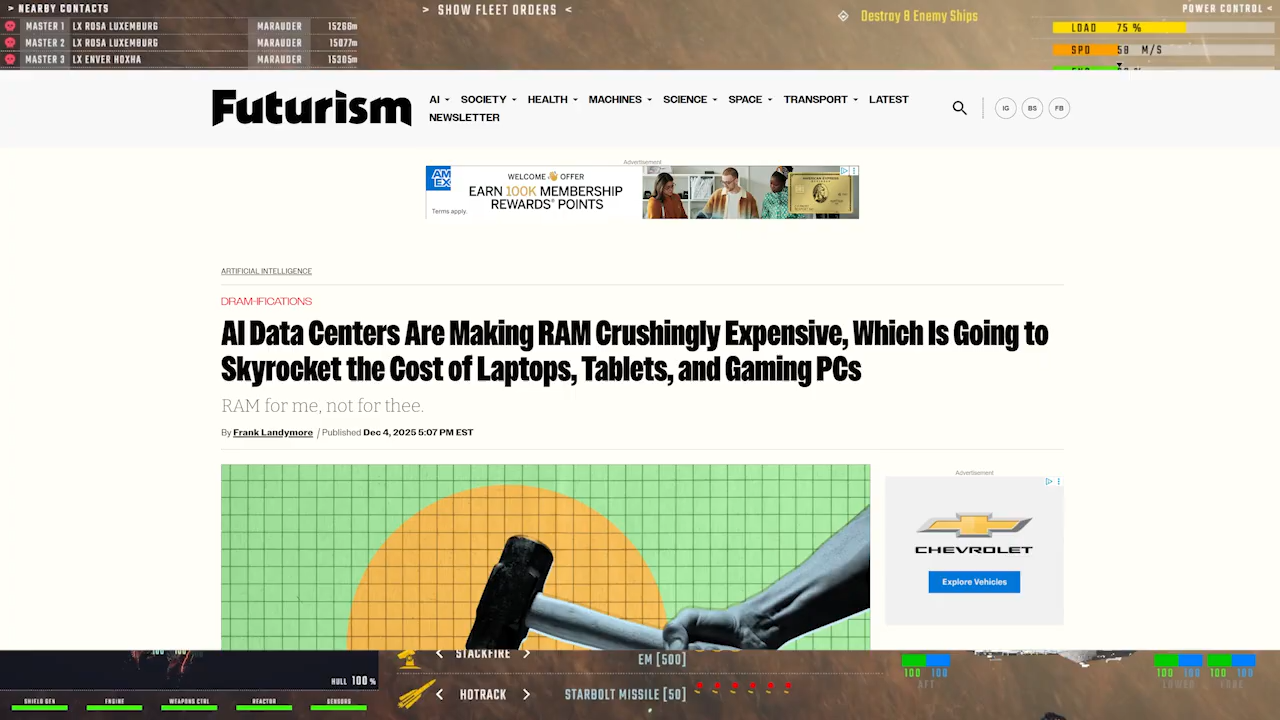 > NEARBY CONTACTS
MASTER 1 LX ROSA LUXEMBURG MARAUDER 15266m
MASTER 2 LX ROSA LUXEMBURG MARAUDER 15077m
MASTER 3 LX ENVER HOXHA MARAUDER 15305m
> SHOW FLEET ORDERS <
Destroy 8 Enemy Ships
POWER CONTROL <
LOAD 75 %
SPD 58 M/S
Futurism
AI SOCIETY HEALTH MACHINES SCIENCE SPACE TRANSPORT LATEST
NEWSLETTER
IG BS FB
Advertisement
AM
EX
WELCOME 👋 OFFER
EARN 100K MEMBERSHIP
REWARDS® POINTS
Terms apply.
ARTIFICIAL INTELLIGENCE
DRAM-IFICATIONS
AI Data Centers Are Making RAM Crushingly Expensive, Which Is Going to
Skyrocket the Cost of Laptops, Tablets, and Gaming PCs
RAM for me, not for thee.
By Frank Landymore / Published Dec 4, 2025 5:07 PM EST
Advertisement
CHEVROLET
Explore Vehicles
HULL 100 %
SHIELD GEN ENGINE WEAPONS CTRL REACTOR SENSORS
< STACKFIRE > EM [500]
< HOTRACK > STARBOLT MISSILE [50]
100 100
AFT
100 100 100 100
LOWER FORE